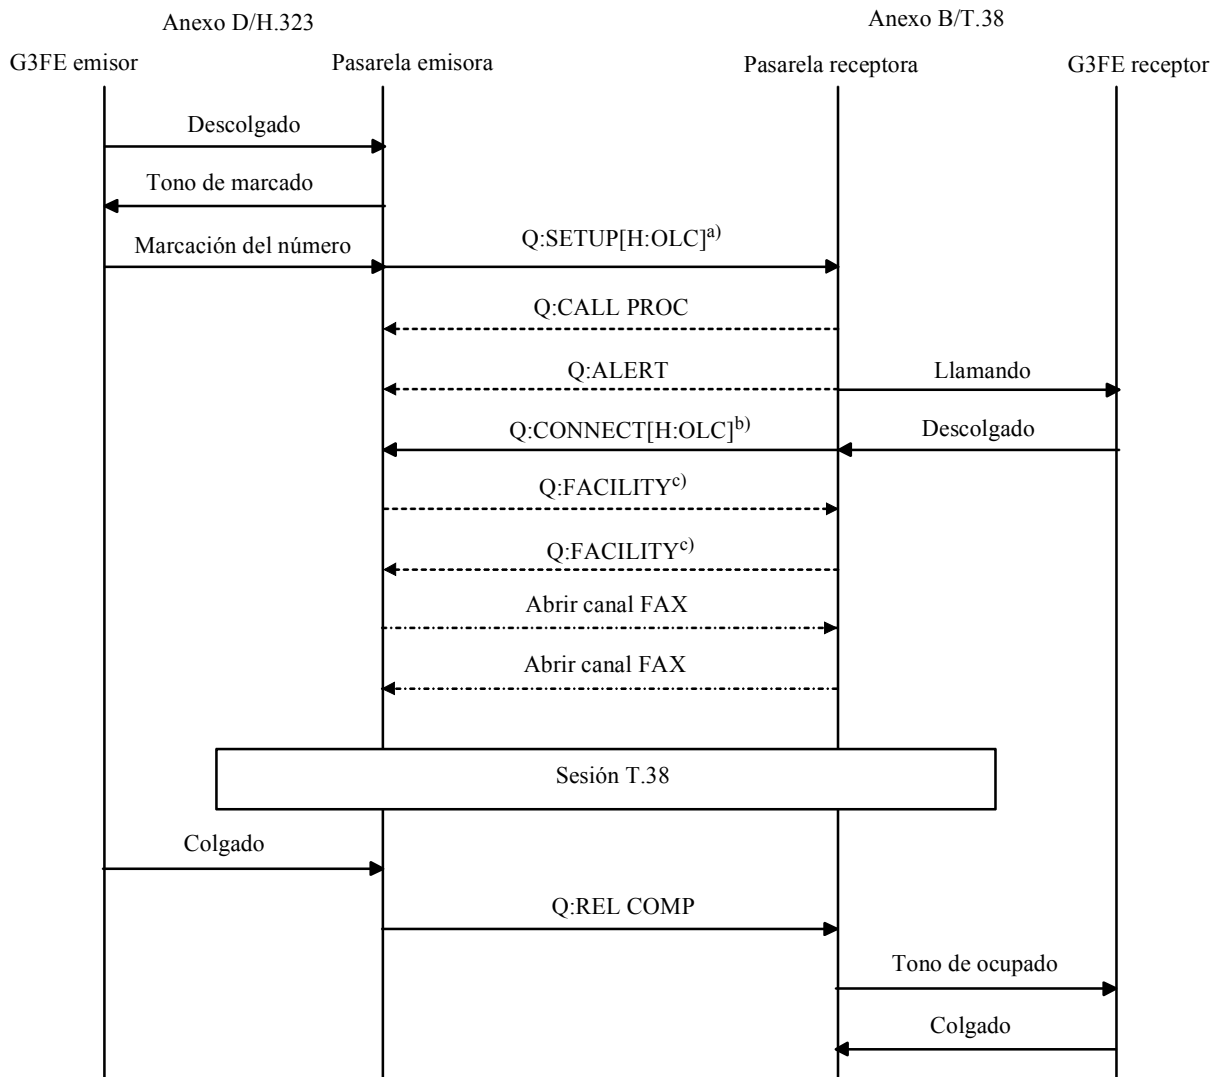 Anexo D/H.323
Anexo B/T.38
G3FE emisor
Pasarela emisora
Pasarela receptora
G3FE receptor
Descolgado
Tono de marcado
Marcación del número
Q:SETUP[H:OLC]a)
Q:CALL PROC
Q:ALERT
Llamando
Q:CONNECT[H:OLC]b)
Descolgado
Q:FACILITYc)
Q:FACILITYc)
Abrir canal FAX
Abrir canal FAX
Sesión T.38
Colgado
Q:REL COMP
Tono de ocupado
Colgado